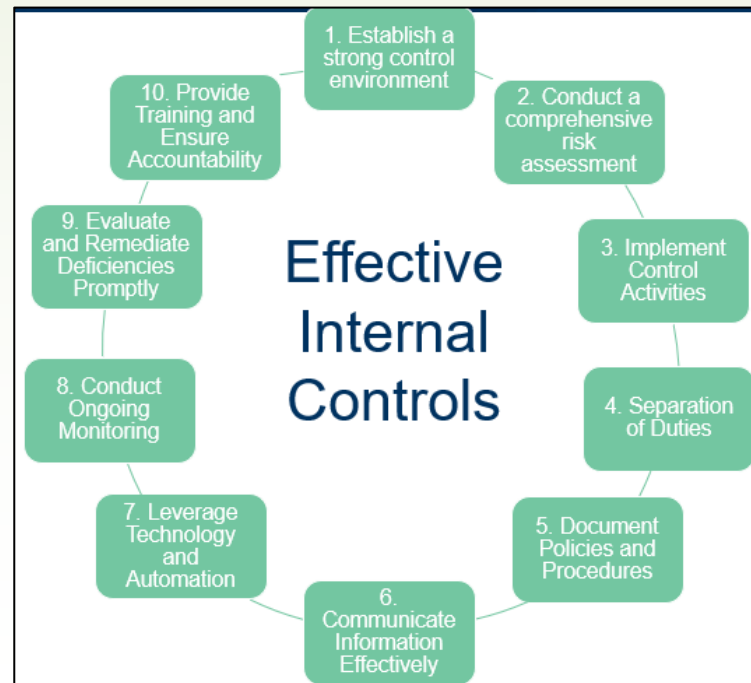 1. Establish a
strong control
environment
2. Conduct a
comprehensive
risk
assessment
3. Implement
Control
Activities
4. Separation
of Duties
5. Document
Policies and
Procedures
6.
Communicate
Information
Effectively
7. Leverage
Technology
and
Automation
8. Conduct
Ongoing
Monitoring
9. Evaluate
and Remediate
Deficiencies
Promptly
10. Provide
Training and
Ensure
Accountability
Effective
Internal
Controls